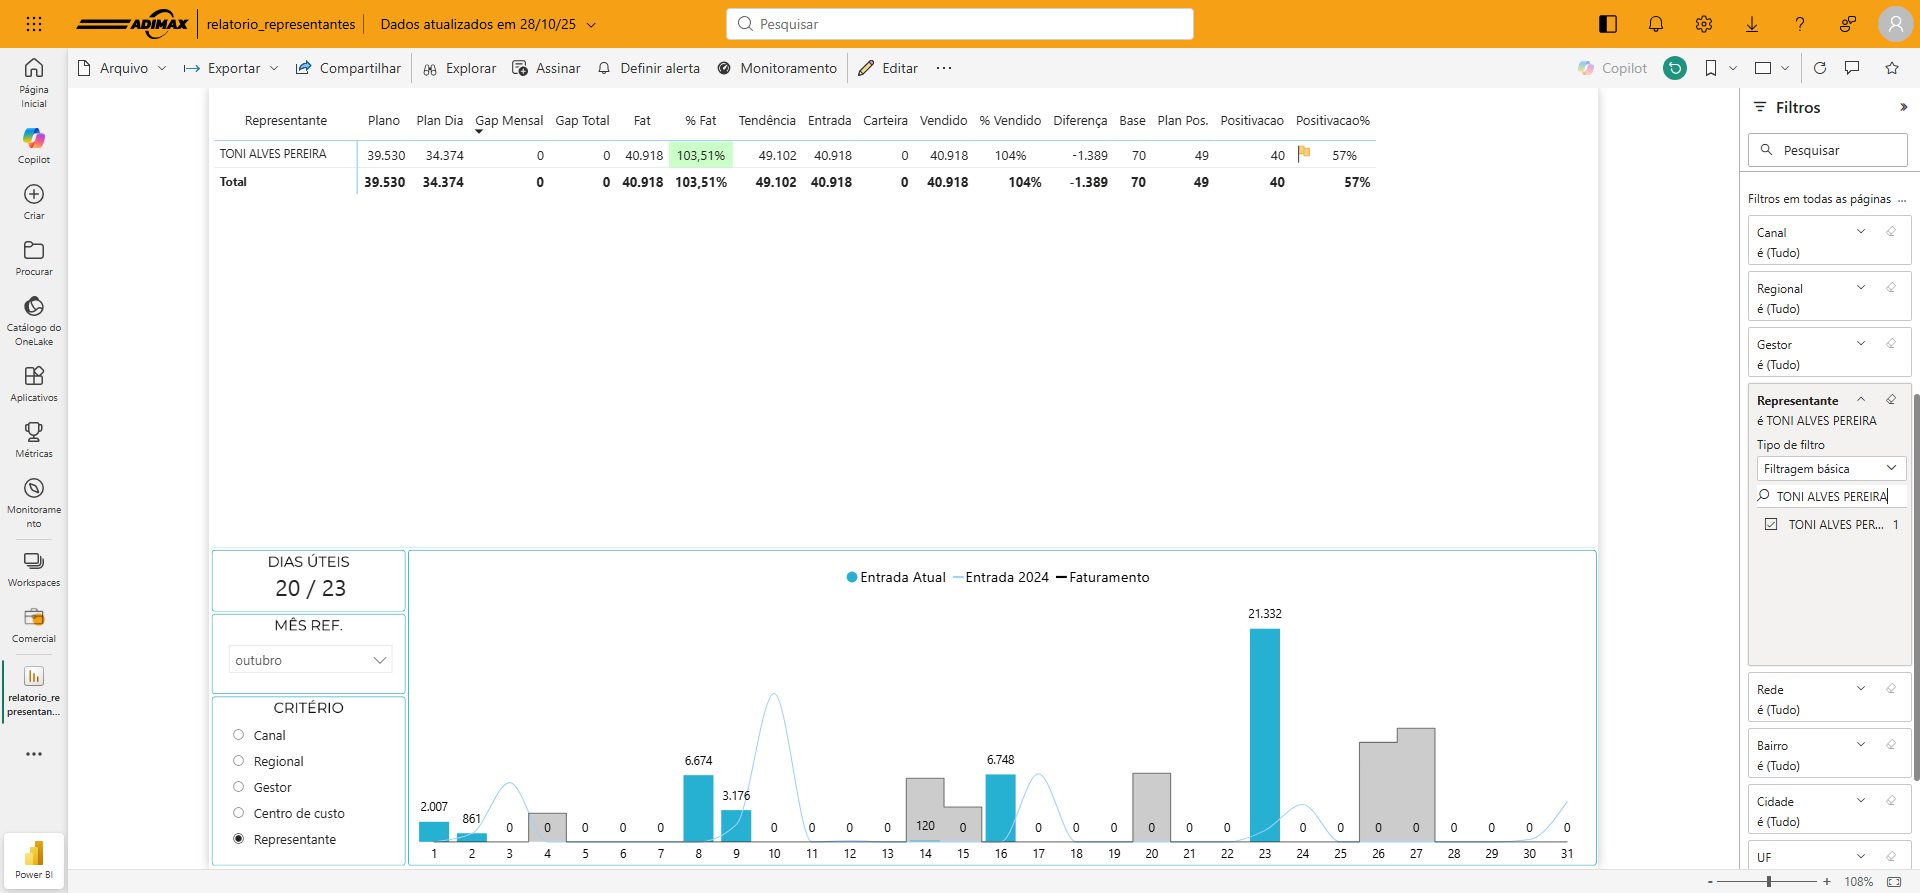 ADIMAX relatorio_representantes Dados atualizados em 28/10/25 Pesquisar
Arquivo Exportar Compartilhar Explorar Assinar Definir alerta Monitoramento Editar Copilot
Página
Inicial
Copilot
Criar
Procurar
Catálogo do
OneLake
Aplicativos
Métricas
Monitorame
nto
Workspaces
Comercial
relatorio_re
presentan...
Power BI
Representante Plano Plan Dia Gap Mensal Gap Total Fat % Fat Tendência Entrada Carteira Vendido % Vendido Diferença Base Plan Pos. Positivacao Positivacao%
TONI ALVES PEREIRA 39.530 34.374 0 0 40.918 103,51% 49.102 40.918 0 40.918 104% -1.389 70 49 40 57%
Total 39.530 34.374 0 0 40.918 103,51% 49.102 40.918 0 40.918 104% -1.389 70 49 40 57%
DIAS ÚTEIS
20 / 23
MÊS REF.
outubro
CRITÉRIO
Canal
Regional
Gestor
Centro de custo
Representante
Entrada Atual Entrada 2024 Faturamento
2.007 861 0 0 0 0 0 6.674 3.176 0 0 0 0 120 0 6.748 0 0 0 0 0 0 21.332 0 0 0 0 0 0 0 0
1 2 3 4 5 6 7 8 9 10 11 12 13 14 15 16 17 18 19 20 21 22 23 24 25 26 27 28 29 30 31
Filtros
Pesquisar
Filtros em todas as páginas ...
Canal
é (Tudo)
Regional
é (Tudo)
Gestor
é (Tudo)
Representante
é TONI ALVES PEREIRA
Tipo de filtro
Filtragem básica
TONI ALVES PEREIRA
TONI ALVES PER... 1
Rede
é (Tudo)
Bairro
é (Tudo)
Cidade
é (Tudo)
UF
- + 108%